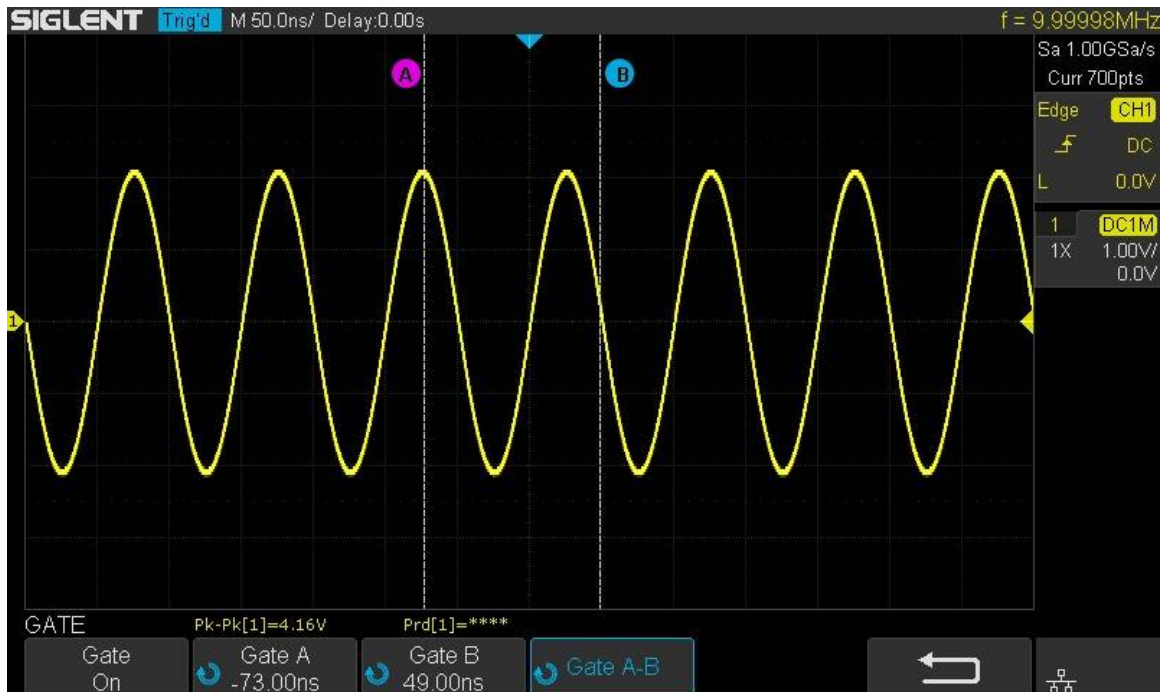 SIGLENT Trig'd M 50.0ns/ Delay:0.00s f = 9.99998MHz
Sa 1.00GSa/s
Curr 700pts
Edge CH1
DC
L 0.0V
1 DC1M
1X 1.00V/
0.0V
A B
1
GATE Pk-Pk[1]=4.16V Prd[1]=****
Gate
On
Gate A
-73.00ns
Gate B
49.00ns
Gate A-B